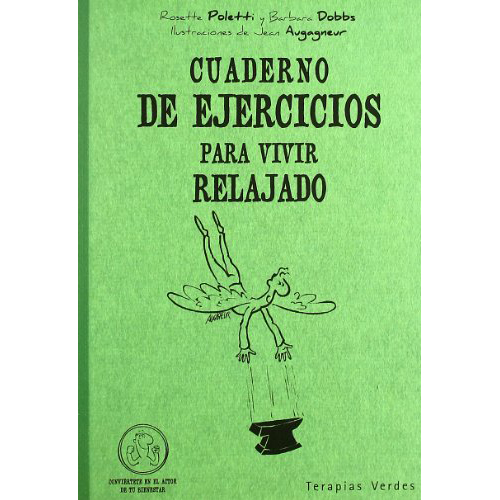 Rosette Poletti y Barbara Dobbs
Ilustraciones de Jean Augagneur
CUADERNO
DE EJERCICIOS
PARA VIVIR
RELAJADO
AUGAGNEUR
CONVIÉRTETE EN EL ACTOR
DE TU BIENESTAR
Terapias Verdes